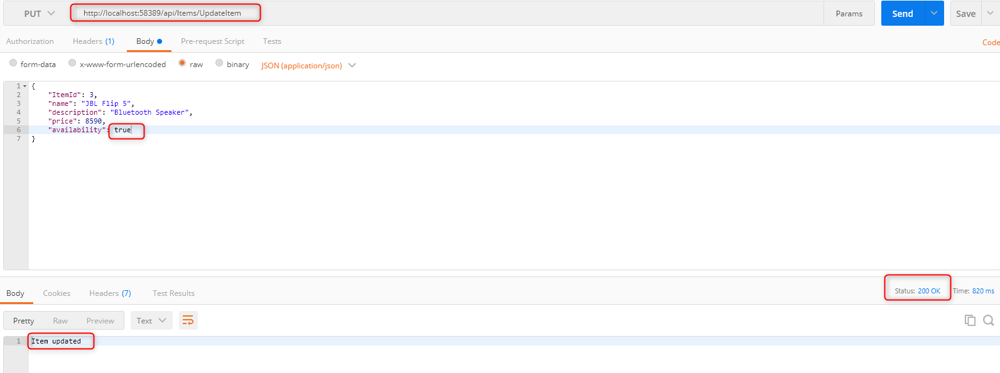 PUT http://localhost:58389/api/Items/UpdateItem Params Send Save
Authorization Headers (1) Body Pre-request Script Tests Code
form-data x-www-form-urlencoded raw binary JSON (application/json)
1 {
2 "ItemId": 3,
3 "name": "JBL Flip 5",
4 "description": "Bluetooth Speaker",
5 "price": 8590,
6 "availability": true
7 }
Body Cookies Headers (7) Test Results Status: 200 OK Time: 820 ms
Pretty Raw Preview Text
1 Item updated